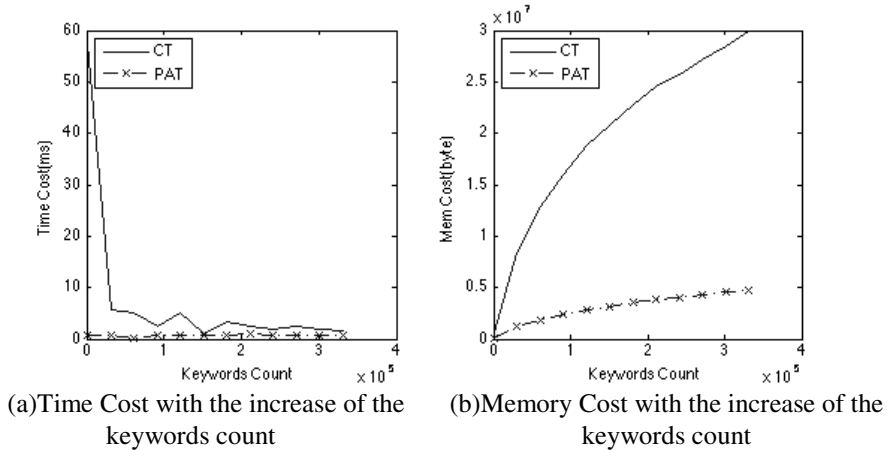 60
50
40
30
20
10
0
CT
PAT
Time Cost(ms)
0 1 2 3 4
Keywords Count
× 10^5
(a)Time Cost with the increase of the
keywords count
× 10^7
3
2.5
2
1.5
1
0.5
0
CT
PAT
Mem Cost(byte)
0 1 2 3 4
Keywords Count
× 10^5
(b)Memory Cost with the increase of the
keywords count